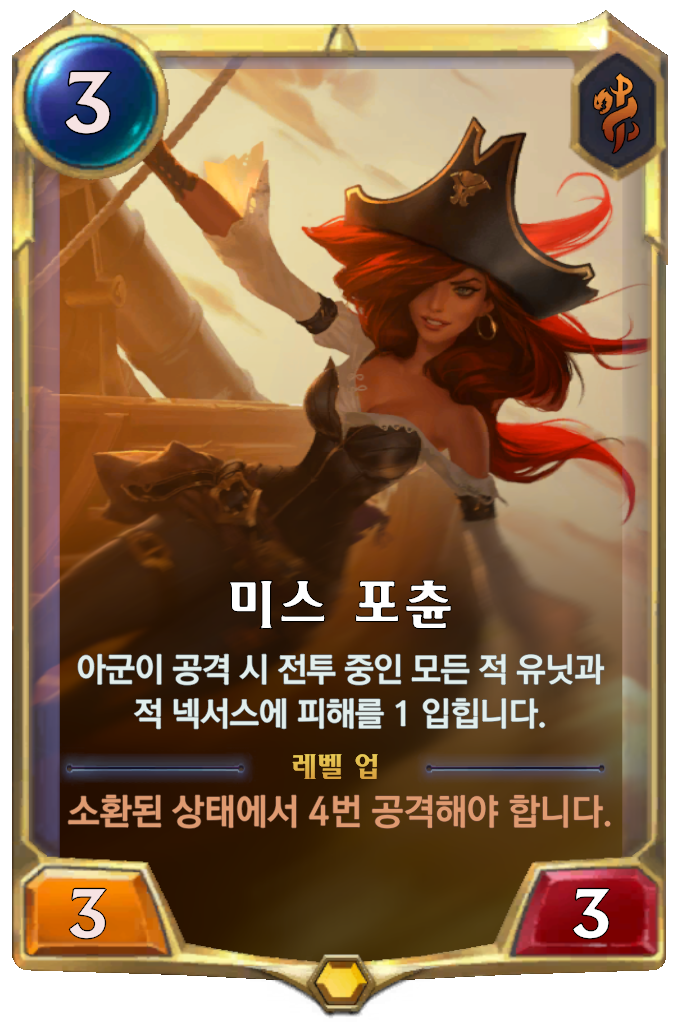 3
미스 포츈
아군이 공격 시 전투 중인 모든 적 유닛과
적 넥서스에 피해를 1 입힙니다.
레벨 업
소환된 상태에서 4번 공격해야 합니다.
3
3